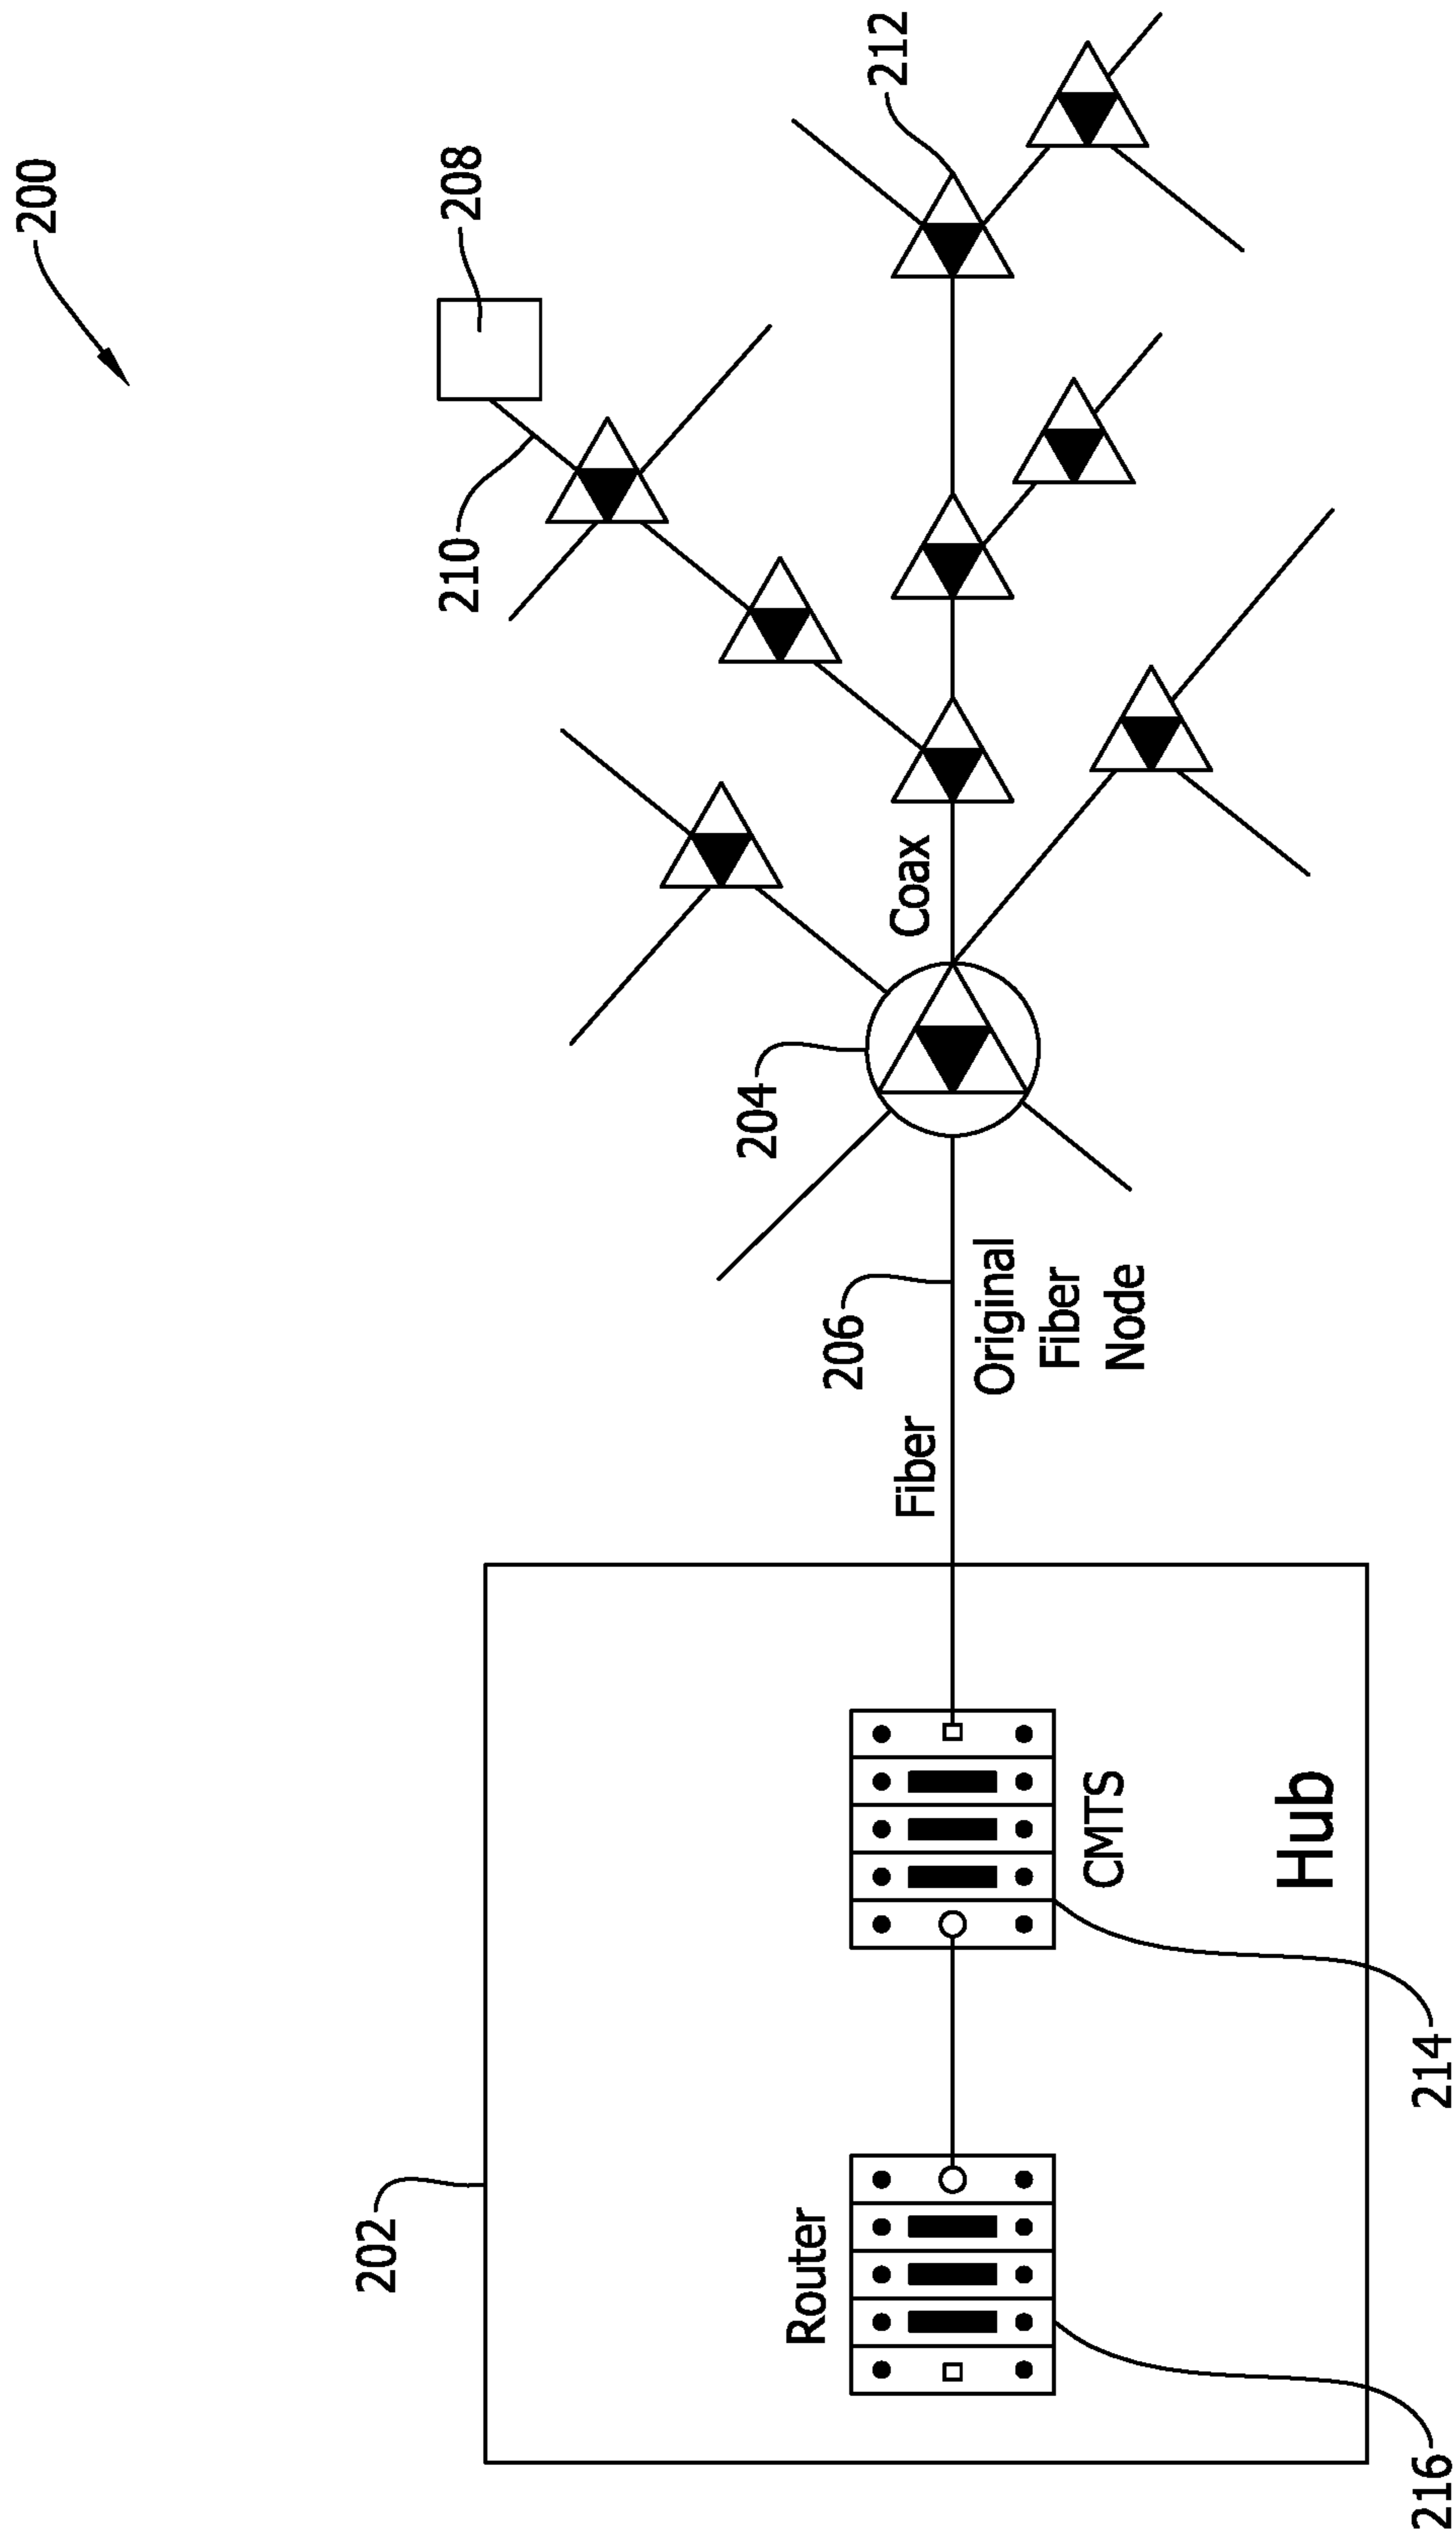 200
208
212
210
204
Coax
206
Original
Fiber
Node
Fiber
202
Router
CMTS
Hub
214
216